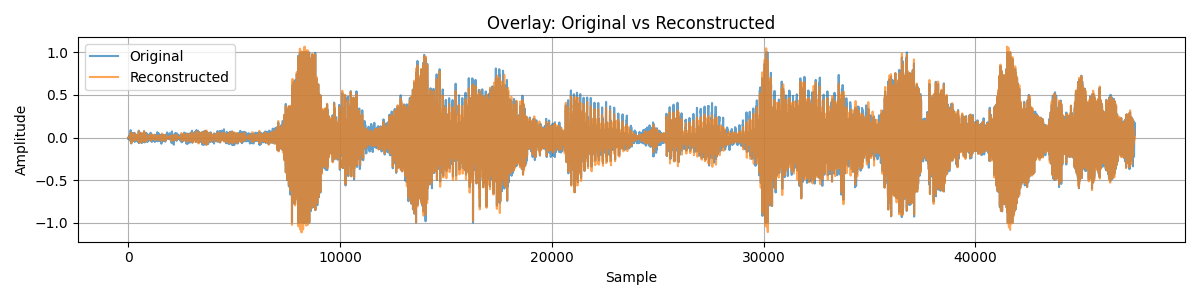 Overlay: Original vs Reconstructed
Original
Reconstructed
Amplitude
1.0
0.5
0.0
−0.5
−1.0
0
10000
20000
30000
40000
Sample